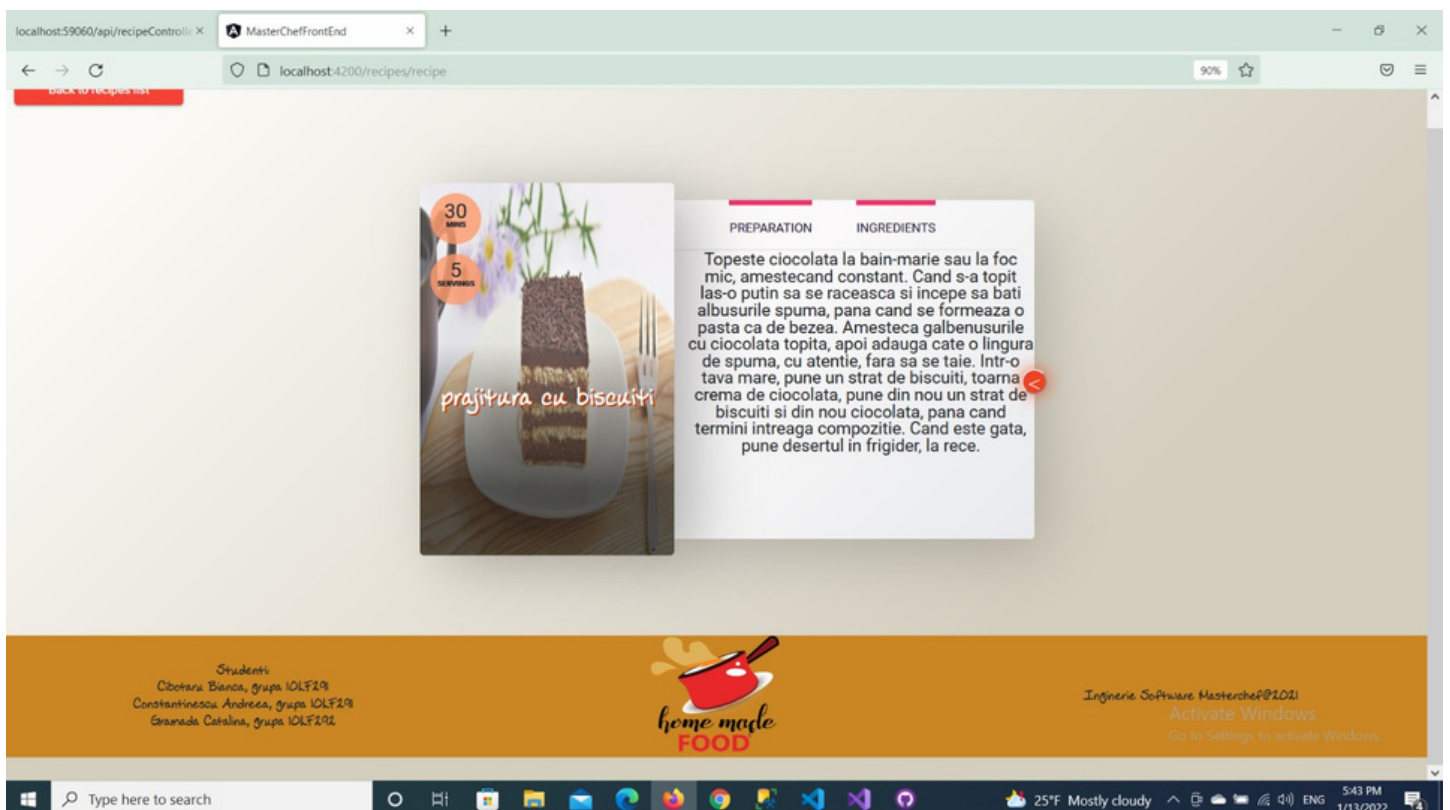 localhost:59060/api/recipeControlle
MasterChefFrontEnd
localhost:4200/recipes/recipe
90%
Back to recipes list
30
MINS
5
SERVINGS
prajitura cu biscuiti
PREPARATION INGREDIENTS
Topeste ciocolata la bain-marie sau la foc
mic, amestecand constant. Cand s-a topit
las-o putin sa se raceasca si incepe sa bati
albusurile spuma, pana cand se formeaza o
pasta ca de bezea. Amesteca galbenusurile
cu ciocolata topita, apoi adauga cate o lingura
de spuma, cu atentie, fara sa se taie. Intr-o
tava mare, pune un strat de biscuiti, toarna
crema de ciocolata, pune din nou un strat de
biscuiti si din nou ciocolata, pana cand
termini intreaga compozitie. Cand este gata,
pune desertul in frigider, la rece.
<
Studenti:
Cibotaru Bianca, grupa 10LF291
Constantinescu Andreea, grupa 10LF291
Gramada Catalina, grupa 10LF292
home made
FOOD
Inginerie Software Masterchef@2021
Activate Windows
Go to Settings to activate Windows.
Type here to search
25°F Mostly cloudy
ENG
5:43 PM
1/13/2022
4